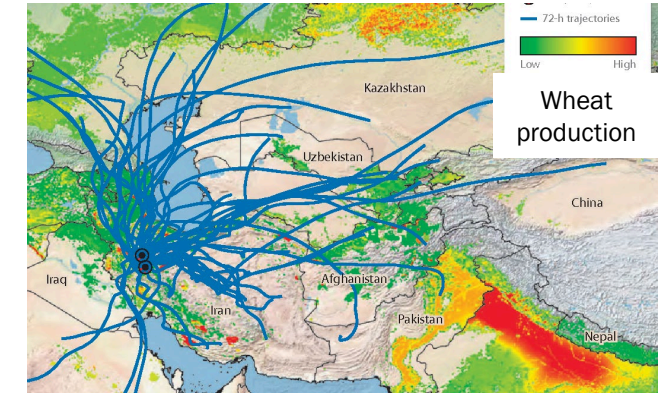 72-h trajectories
Low High
Wheat
production
Kazakhstan
Uzbekistan
China
Iraq
Iran
Afghanistan
Pakistan
Nepal